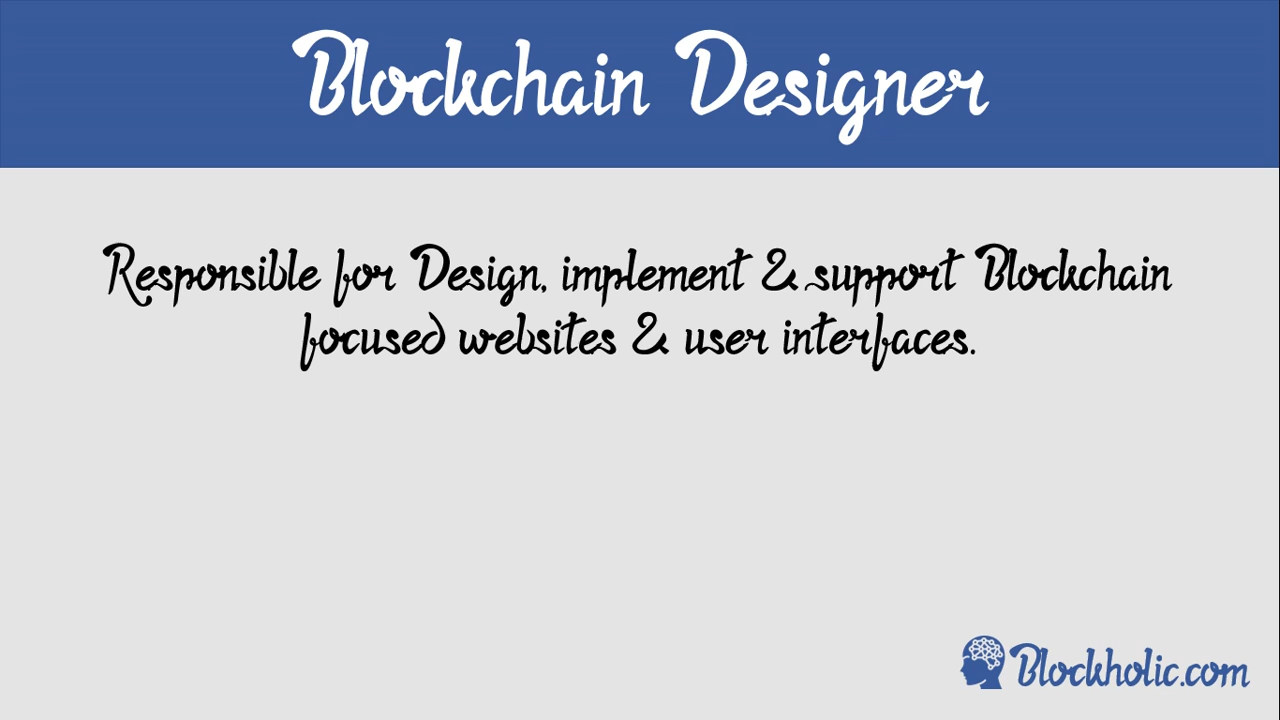 Blockchain Designer
Responsible for Design, implement & support Blockchain
focused websites & user interfaces.
Blockholic.com